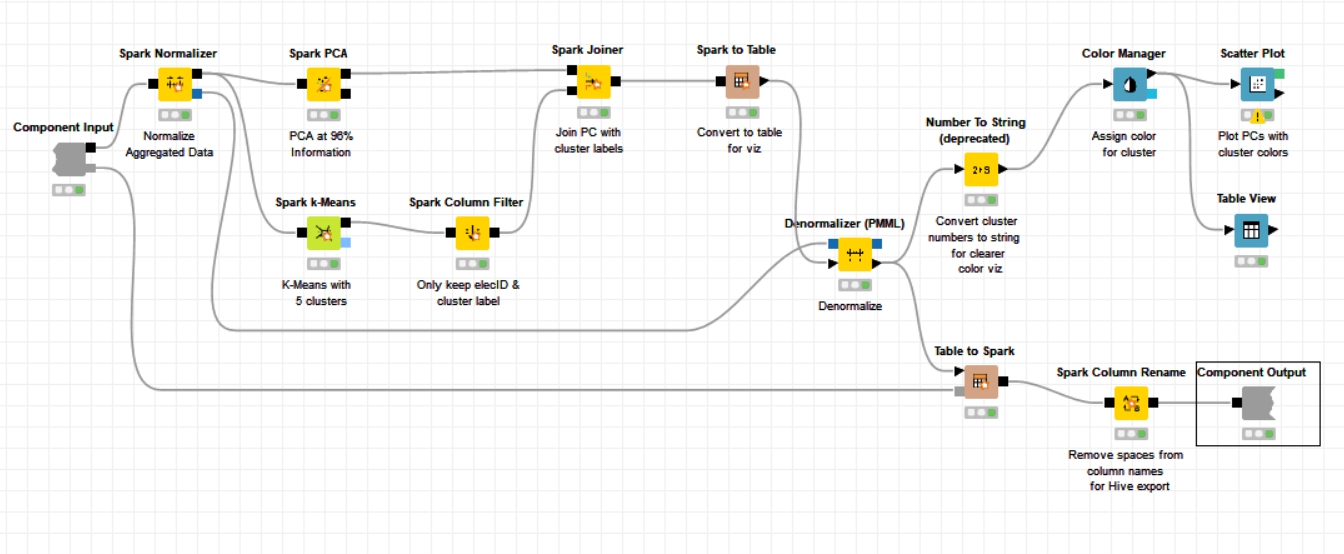 Spark Normalizer
Normalize
Aggregated Data
Spark PCA
PCA at 96%
Information
Spark Joiner
Join PC with
cluster labels
Spark to Table
Convert to table
for viz
Color Manager
Assign color
for cluster
Scatter Plot
Plot PCs with
cluster colors
Component Input
Number To String
(deprecated)
2›S
Convert cluster
numbers to string
for clearer
color viz
Spark k-Means
K-Means with
5 clusters
Spark Column Filter
Only keep elecID &
cluster label
Denormalizer (PMML)
Denormalize
Table View
Table to Spark
Spark Column Rename
Remove spaces from
column names
for Hive export
Component Output